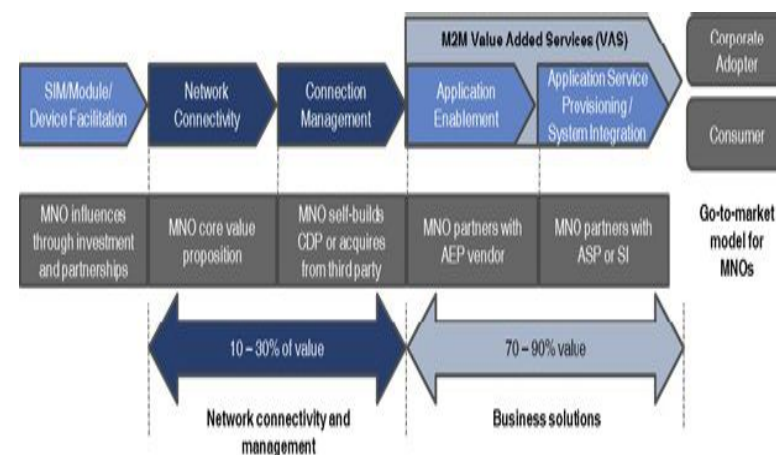 M2M Value Added Services (VAS)
SIM/Module/
Device Facilitation
Network
Connectivity
Connection
Management
Application
Enablement
Application Service
Provisioning /
System Integration
Corporate
Adopter
Consumer
MNO influences
through investment
and partnerships
MNO core value
proposition
MNO self-builds
CDP or acquires
from third party
MNO partners with
AEP vendor
MNO partners with
ASP or SI
Go-to-market
model for
MNOs
10 – 30% of value
70 – 90% value
Network connectivity and
management
Business solutions